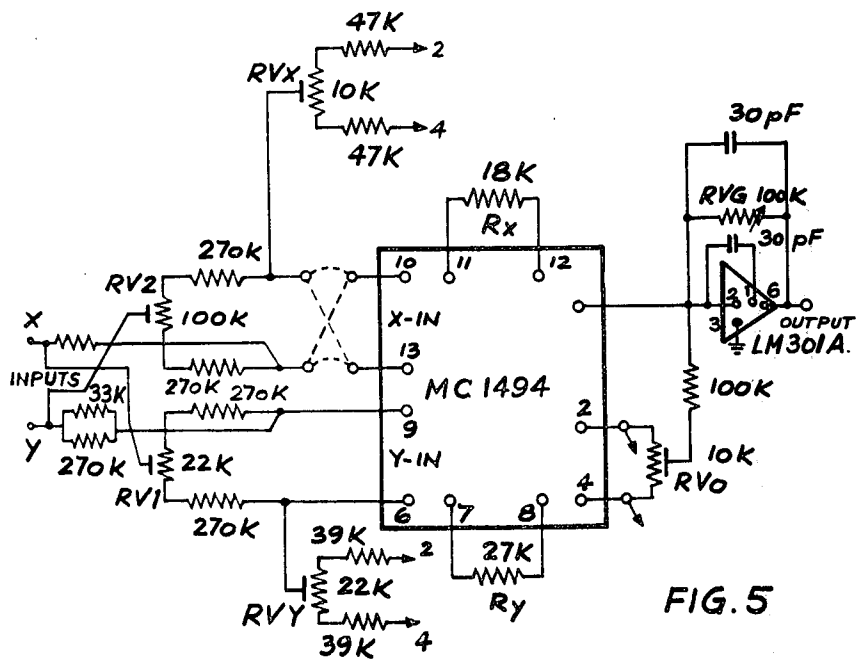 47K
2
RVX
10K
4
47K
30pF
18K
Rx
RVG 100K
30pF
270K
11
12
10
RV2
X-IN
2
1
6
3
X
100K
OUTPUT
LM301A.
13
INPUTS
270K
270K
MC1494
33K
100K
9
2
Y
Y-IN
270K
22K
10K
RV1
4
RVO
270K
6
7
8
39K
2
27K
22K
Ry
RVY
FIG.5
39K
4